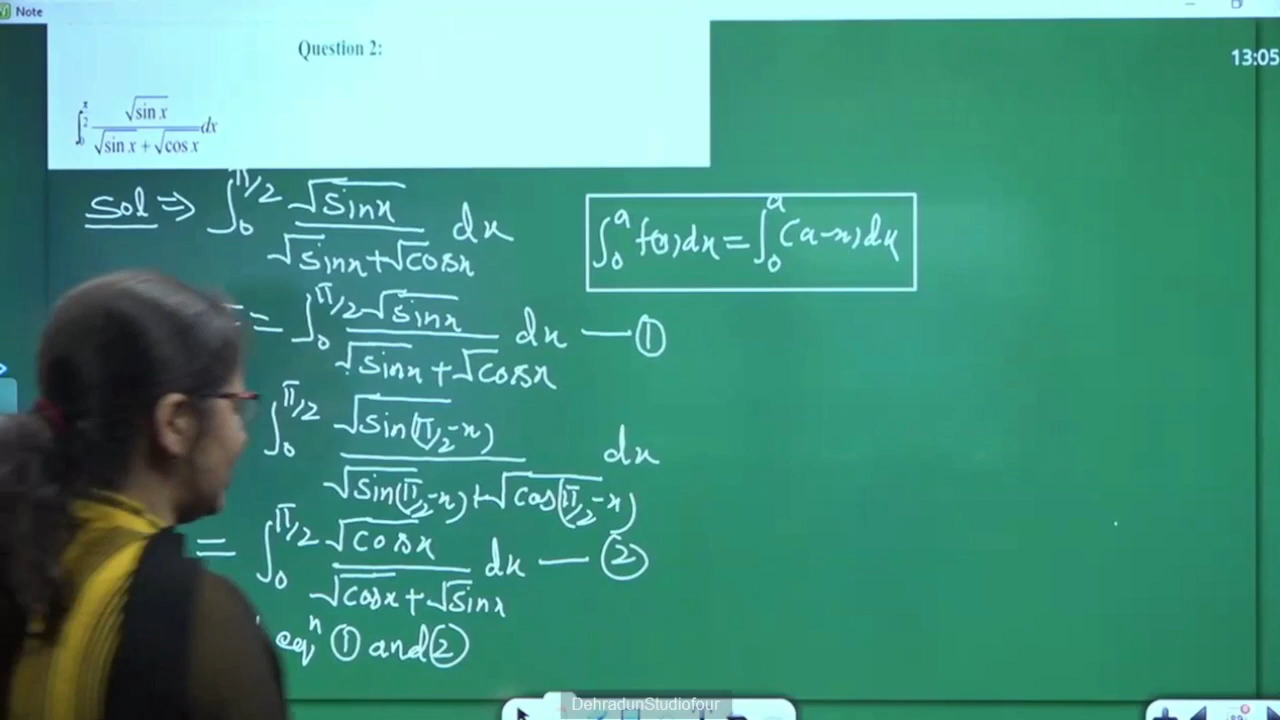 Note
Question 2:
13:05
∫₀^(π/2) √sin x / (√sin x + √cos x) dx
Sol ⇒ ∫₀^(π/2) √sinx / (√sinx + √cosx) dx
∫₀^a f(x)dx = ∫₀^a (a-x)dx
= ∫₀^(π/2) √sinx / (√sinx + √cosx) dx — ①
∫₀^(π/2) √sin(π/2-x) / (√sin(π/2-x) + √cos(π/2-x)) dx
= ∫₀^(π/2) √cosx / (√cosx + √sinx) dx — ②
eqⁿ ① and ②
DehradunStudiofour